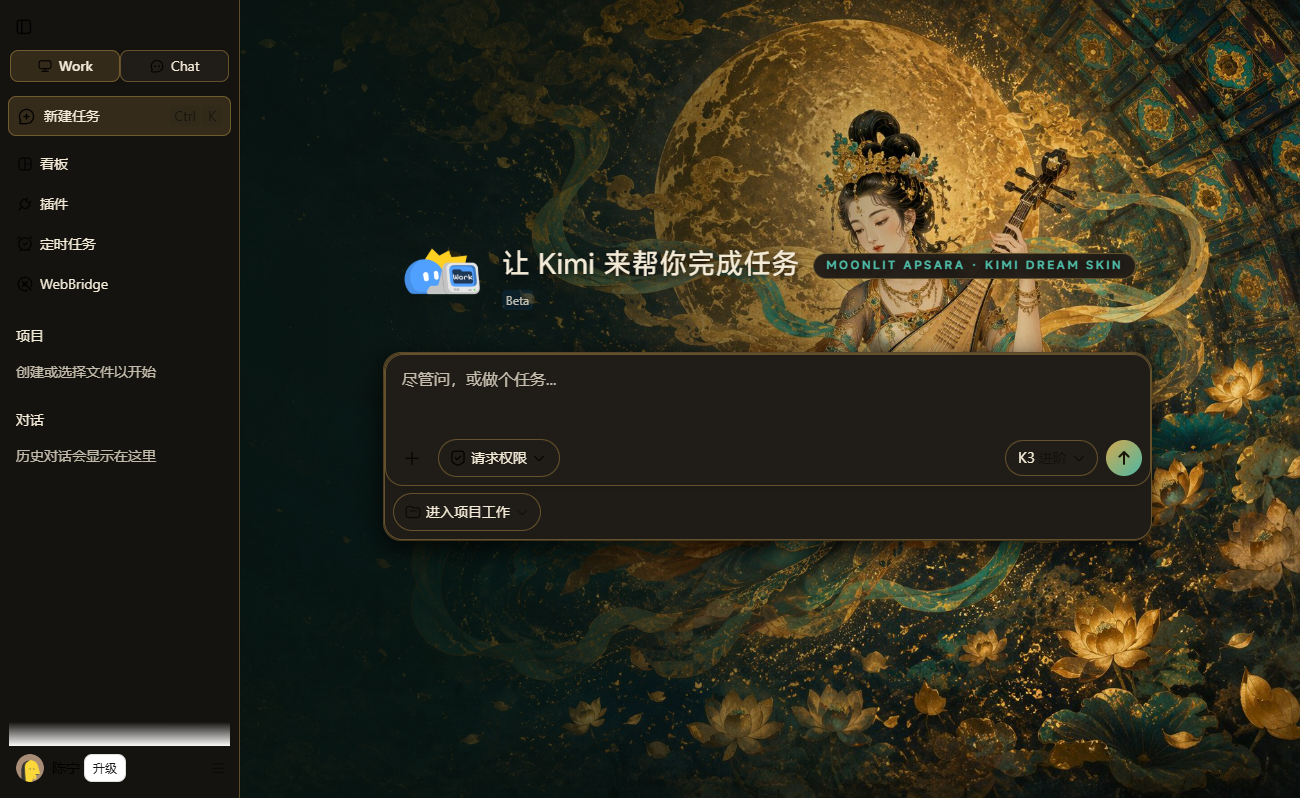 Work
Chat
新建任务
Ctrl K
看板
插件
定时任务
WebBridge
项目
创建或选择文件以开始
对话
历史对话会显示在这里
陈宁
升级
Work
让 Kimi 来帮你完成任务
MOONLIT APSARA · KIMI DREAM SKIN
Beta
尽管问，或做个任务...
请求权限
K3 进阶
进入项目工作